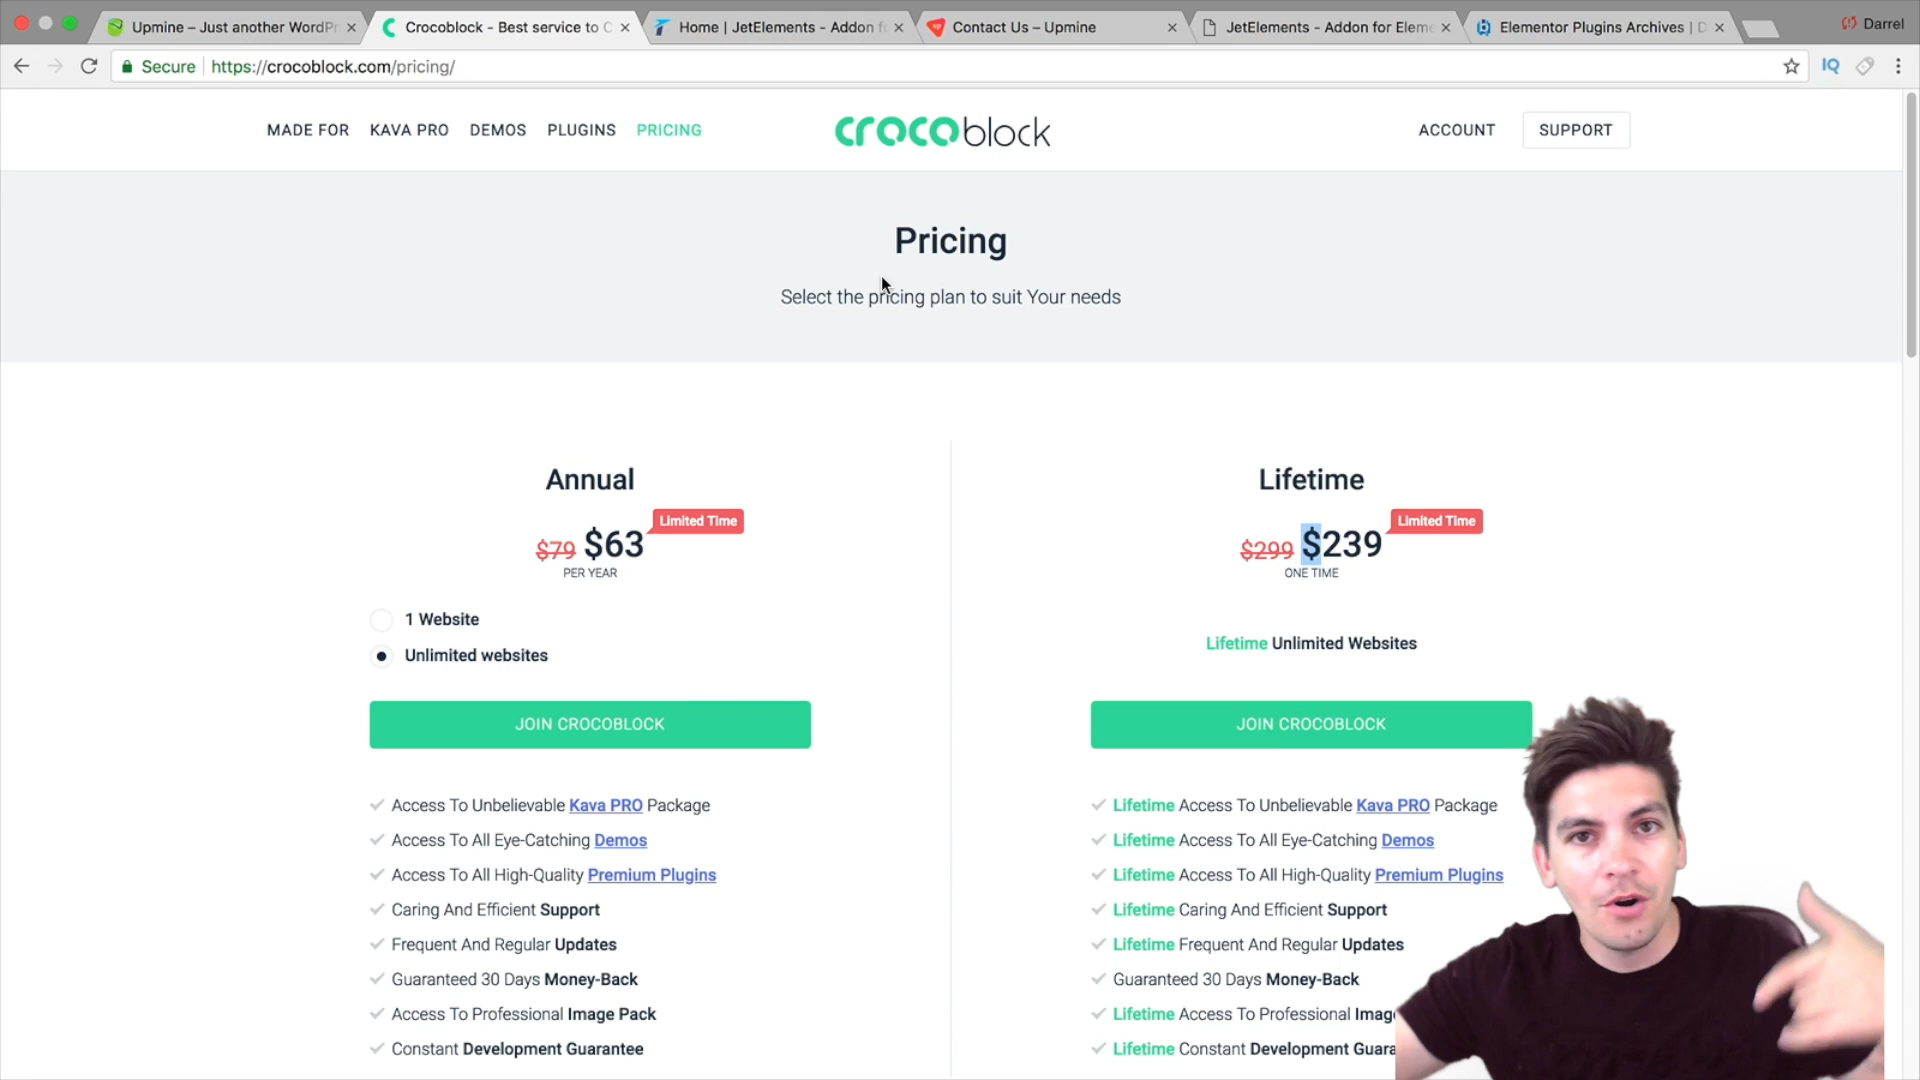 Upmine – Just another WordPr
Crocoblock - Best service to C
Home | JetElements - Addon f
Contact Us – Upmine
JetElements - Addon for Eleme
Elementor Plugins Archives | D
Darrel
Secure
https://crocoblock.com/pricing/
IQ
MADE FOR
KAVA PRO
DEMOS
PLUGINS
PRICING
crocoblock
ACCOUNT
SUPPORT
Pricing
Select the pricing plan to suit Your needs
Annual
Limited Time
$79 $63
PER YEAR
1 Website
Unlimited websites
JOIN CROCOBLOCK
Access To Unbelievable Kava PRO Package
Access To All Eye-Catching Demos
Access To All High-Quality Premium Plugins
Caring And Efficient Support
Frequent And Regular Updates
Guaranteed 30 Days Money-Back
Access To Professional Image Pack
Constant Development Guarantee
Lifetime
Limited Time
$299 $239
ONE TIME
Lifetime Unlimited Websites
JOIN CROCOBLOCK
Lifetime Access To Unbelievable Kava PRO Package
Lifetime Access To All Eye-Catching Demos
Lifetime Access To All High-Quality Premium Plugins
Lifetime Caring And Efficient Support
Lifetime Frequent And Regular Updates
Guaranteed 30 Days Money-Back
Lifetime Access To Professional Imag
Lifetime Constant Development Guara